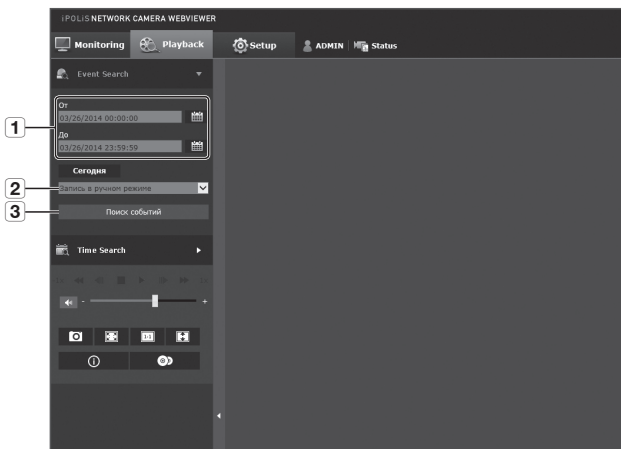 iPOLiS NETWORK CAMERA WEBVIEWER
Monitoring Playback Setup ADMIN Status
Event Search
От
03/26/2014 00:00:00
1
До
03/26/2014 23:59:59
Сегодня
2 Запись в ручном режиме
3 Поиск событий
Time Search
- +
1:1